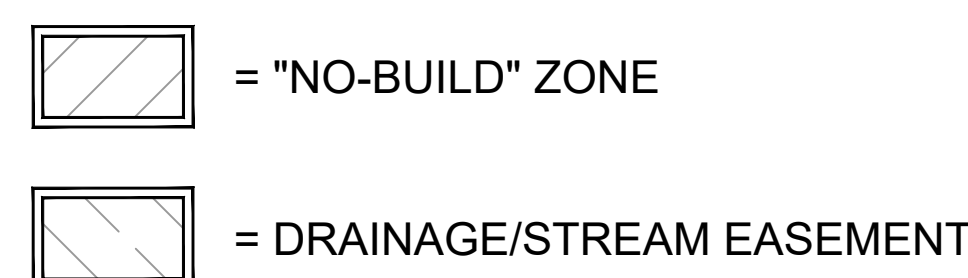 = "NO-BUILD" ZONE
= DRAINAGE/STREAM EASEMENT